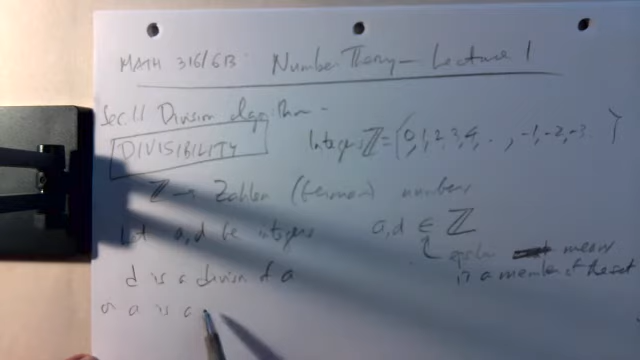 MATH 316/613 Number Theory - Lecture 1
Sec 1.1 Division algorithm -
DIVISIBILITY Integers ℤ = {0, 1, 2, 3, 4, . . , -1, -2, -3 }
ℤ → Zahlen (German) numbers
Let a, d be integers a, d ∈ ℤ
epsilon means
is a member of the set
d is a divisor of a
or a is a